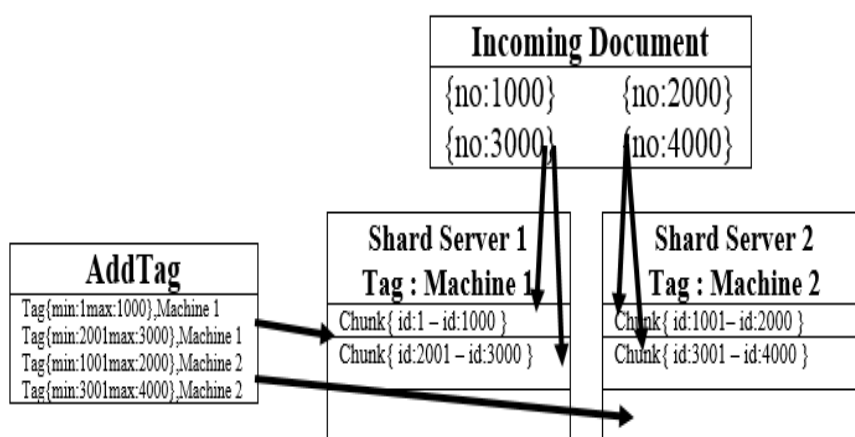 Incoming Document
{no:1000} {no:2000}
{no:3000} {no:4000}
AddTag
Tag{min:1max:1000},Machine 1
Tag{min:2001max:3000},Machine 1
Tag{min:1001max:2000},Machine 2
Tag{min:3001max:4000},Machine 2
Shard Server 1
Tag : Machine 1
Chunk{ id:1 – id:1000 }
Chunk{ id:2001 – id:3000 }
Shard Server 2
Tag : Machine 2
Chunk{ id:1001– id:2000 }
Chunk{ id:3001 – id:4000 }